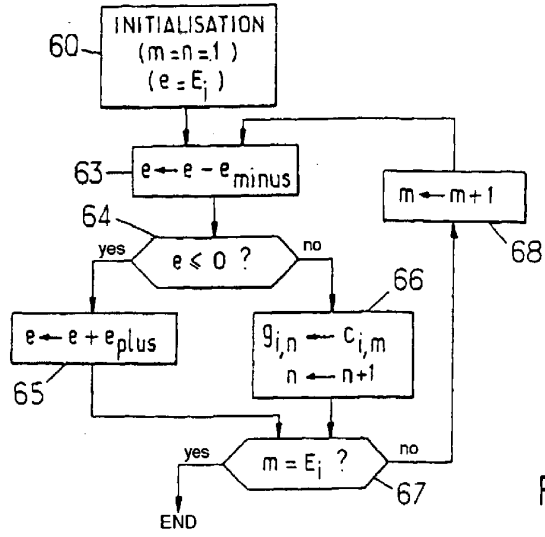 60
INITIALISATION
(m=n=1)
(e=E_i)
63
e ← e - e_minus
m ← m+1
68
64
yes
e ≤ 0 ?
no
66
e ← e + e_plus
65
g_i,n ← c_i,m
n ← n+1
yes
m = E_i ?
no
67
END
F